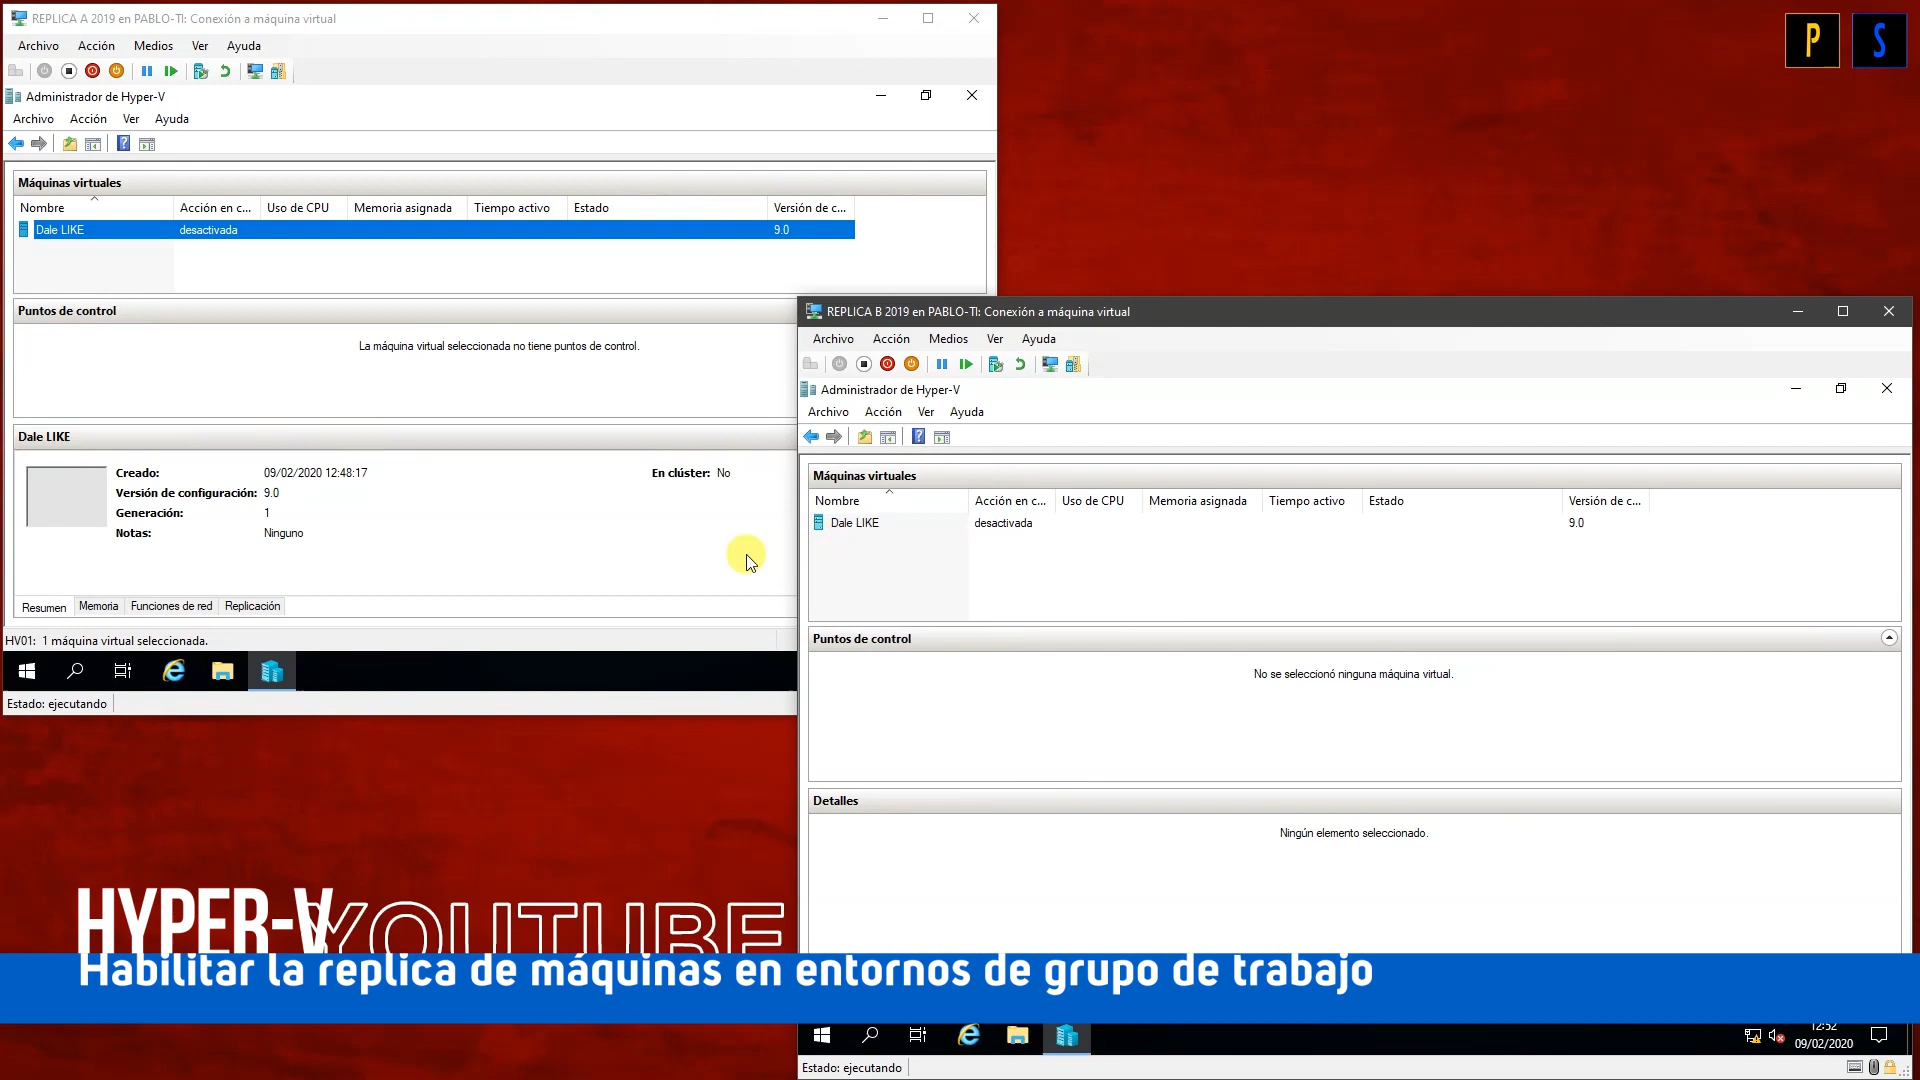 REPLICA A 2019 en PABLO-TI: Conexión a máquina virtual
Archivo Acción Medios Ver Ayuda
Administrador de Hyper-V
Archivo Acción Ver Ayuda
Máquinas virtuales
Nombre Acción en c... Uso de CPU Memoria asignada Tiempo activo Estado Versión de c...
Dale LIKE desactivada 9.0
Puntos de control
La máquina virtual seleccionada no tiene puntos de control.
Dale LIKE
Creado: 09/02/2020 12:48:17 En clúster: No
Versión de configuración: 9.0
Generación: 1
Notas: Ninguno
Resumen Memoria Funciones de red Replicación
HV01: 1 máquina virtual seleccionada.
Estado: ejecutando
P S
REPLICA B 2019 en PABLO-TI: Conexión a máquina virtual
Archivo Acción Medios Ver Ayuda
Administrador de Hyper-V
Archivo Acción Ver Ayuda
Máquinas virtuales
Nombre Acción en c... Uso de CPU Memoria asignada Tiempo activo Estado Versión de c...
Dale LIKE desactivada 9.0
Puntos de control
No se seleccionó ninguna máquina virtual.
Detalles
Ningún elemento seleccionado.
HYPER-V YOUTUBE
Habilitar la replica de máquinas en entornos de grupo de trabajo
12:52
09/02/2020
Estado: ejecutando